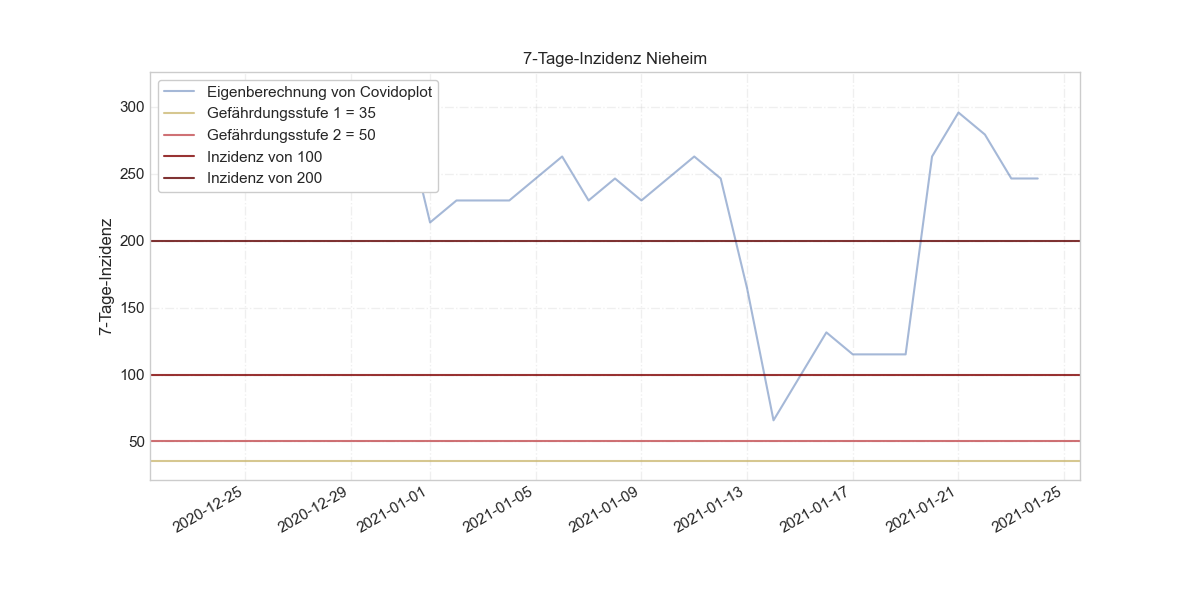 7-Tage-Inzidenz Nieheim
Eigenberechnung von Covidoplot
Gefährdungsstufe 1 = 35
Gefährdungsstufe 2 = 50
Inzidenz von 100
Inzidenz von 200
7-Tage-Inzidenz
300
250
200
150
100
50
2020-12-25
2020-12-29
2021-01-01
2021-01-05
2021-01-09
2021-01-13
2021-01-17
2021-01-21
2021-01-25